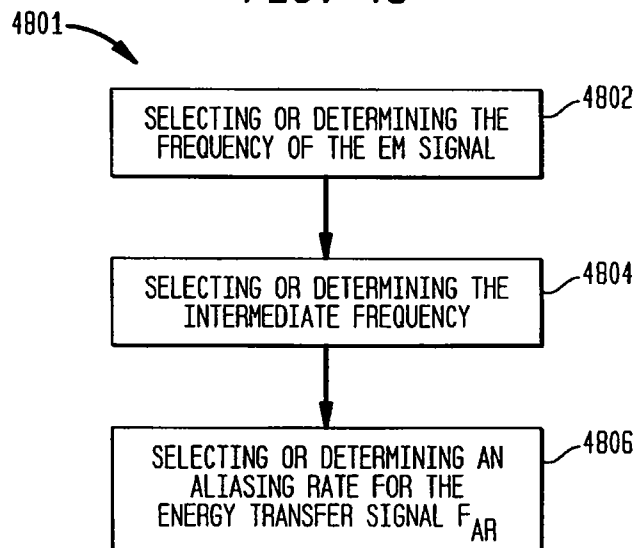 4801
4802
SELECTING OR DETERMINING THE
FREQUENCY OF THE EM SIGNAL
4804
SELECTING OR DETERMINING THE
INTERMEDIATE FREQUENCY
4806
SELECTING OR DETERMINING AN
ALIASING RATE FOR THE
ENERGY TRANSFER SIGNAL F_AR